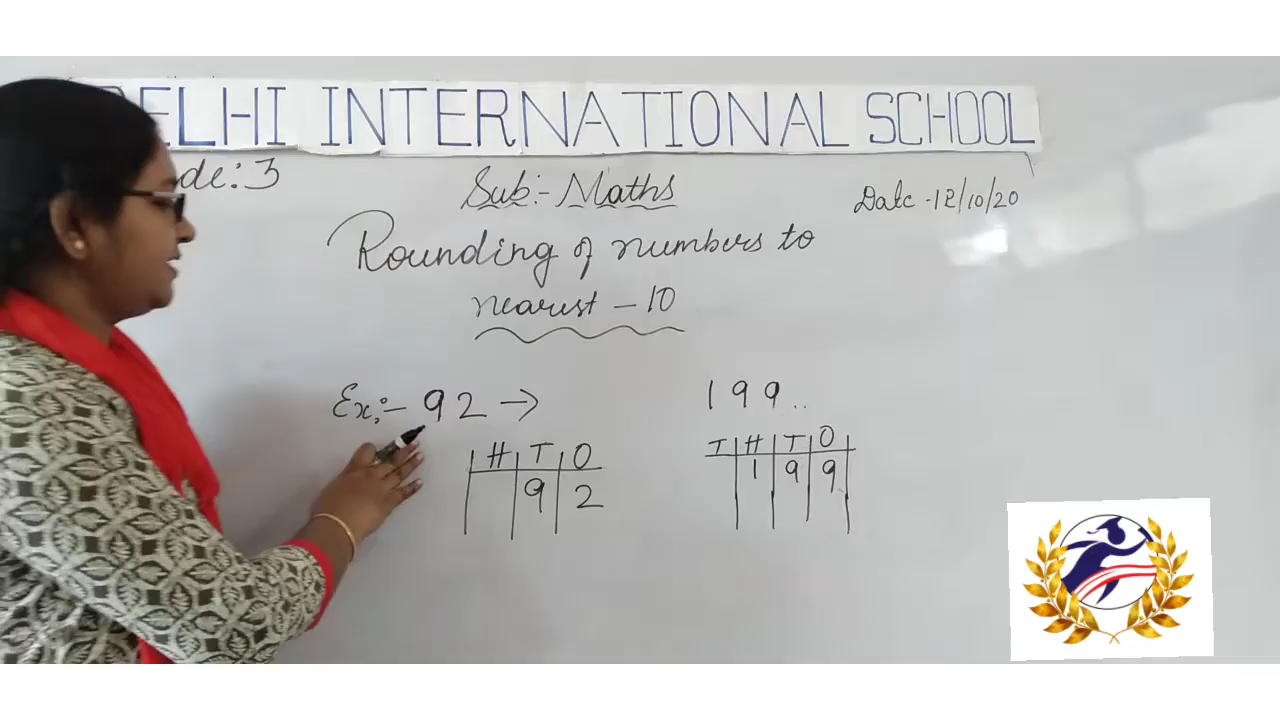 DELHI INTERNATIONAL SCHOOL
de:3
Sub:- Maths
Date -12/10/20
Rounding of numbers to
nearest - 10
Ex:- 92 →
199..
H T O
9 2
T H T O
1 9 9